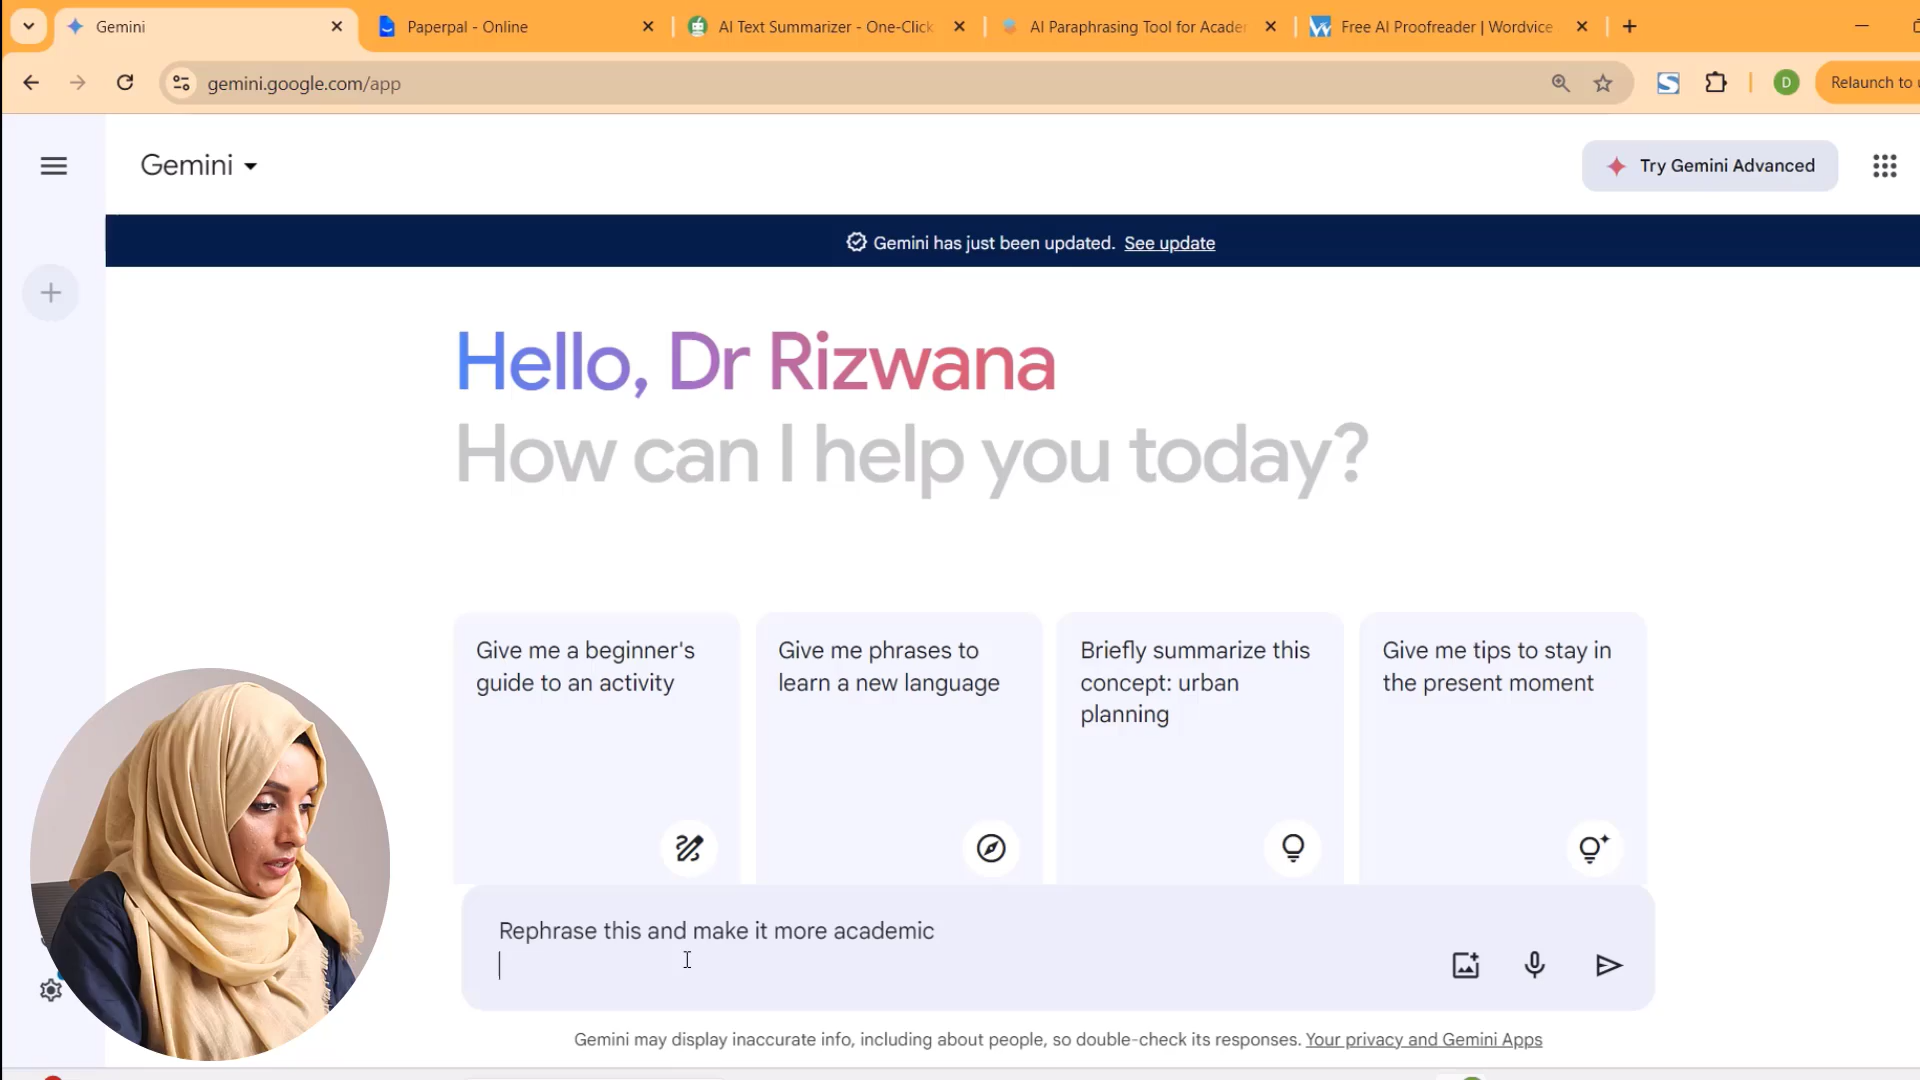 Gemini
Paperpal - Online
AI Text Summarizer - One-Click
AI Paraphrasing Tool for Acader
Free AI Proofreader | Wordvice
gemini.google.com/app
S
D
Relaunch to u
Gemini
Try Gemini Advanced
Gemini has just been updated. See update
Hello, Dr Rizwana
How can I help you today?
Give me a beginner's
guide to an activity
Give me phrases to
learn a new language
Briefly summarize this
concept: urban
planning
Give me tips to stay in
the present moment
Rephrase this and make it more academic
Gemini may display inaccurate info, including about people, so double-check its responses. Your privacy and Gemini Apps